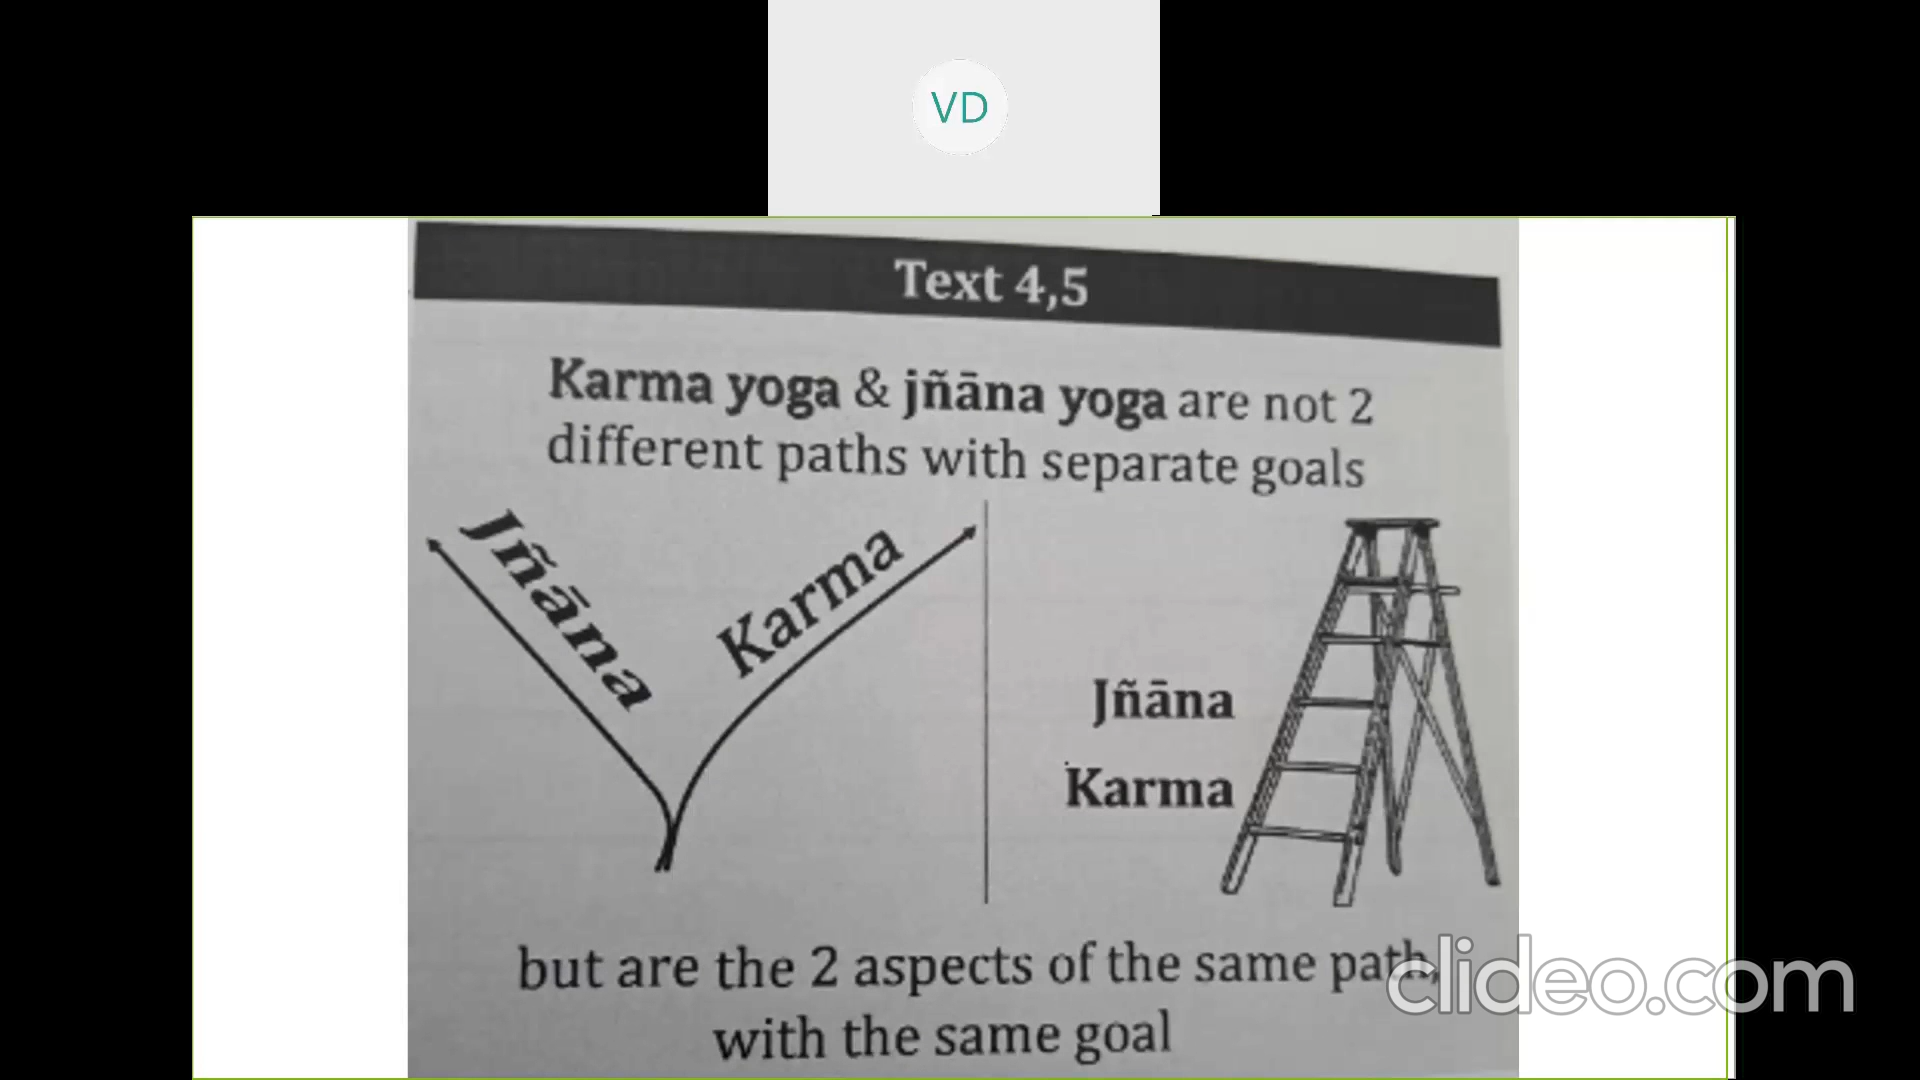 VD
Text 4,5
Karma yoga & jñāna yoga are not 2
different paths with separate goals
Jñāna
Karma
Jñāna
Karma
but are the 2 aspects of the same path,
with the same goal
clideo.com